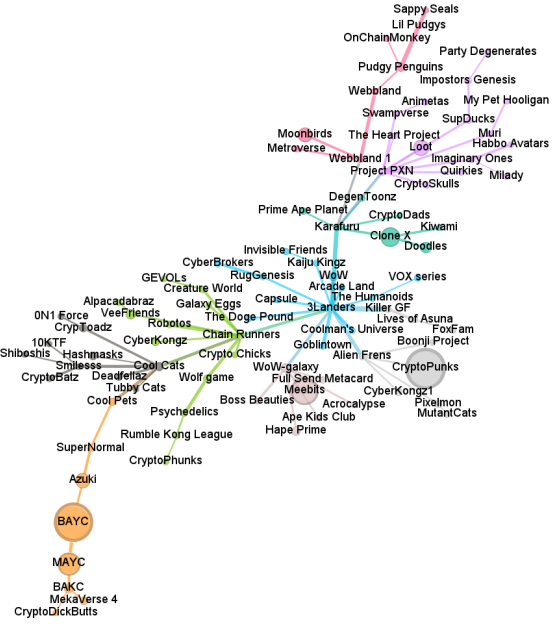 Sappy Seals
Lil Pudgys
OnChainMonkey
Party Degenerates
Pudgy Penguins
Impostors Genesis
Webbland
Animetas
My Pet Hooligan
Swampverse
SupDucks
Moonbirds
The Heart Project
Muri
Metroverse
Loot
Habbo Avatars
Webbland 1
Imaginary Ones
Project PXN
Quirkies
Milady
CryptoSkulls
DegenToonz
Prime Ape Planet
CryptoDads
Karafuru
Kiwami
Clone X
Doodles
Invisible Friends
CyberBrokers
Kaiju Kingz
RugGenesis
WoW
VOX series
GEVOLs
Arcade Land
Creature World
The Humanoids
Capsule
Alpacadabraz
Galaxy Eggs
3Landers
Killer GF
VeeFriends
0N1 Force
The Doge Pound
Lives of Asuna
CrypToadz
Robotos
Coolman's Universe
FoxFam
Chain Runners
10KTF
CyberKongz
Goblintown
Boonji Project
Shiboshis
Hashmasks
Crypto Chicks
Alien Frens
Smilesss
Cool Cats
WoW-galaxy
CryptoPunks
CryptoBatz
Deadfellaz
Wolf game
Full Send Metacard
Tubby Cats
Meebits
CyberKongz1
Cool Pets
Boss Beauties
Acrocalypse
Pixelmon
Psychedelics
Ape Kids Club
MutantCats
Rumble Kong League
Hape Prime
SuperNormal
CryptoPhunks
Azuki
BAYC
MAYC
BAKC
MekaVerse 4
CryptoDickButts